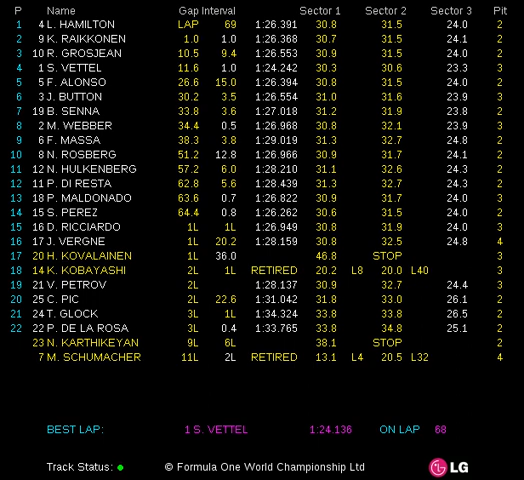 P Name Gap Interval Sector 1 Sector 2 Sector 3 Pit
1 4 L. HAMILTON LAP 69 1:26.391 30.8 31.5 24.0 2
2 9 K. RAIKKONEN 1.0 1.0 1:26.368 30.7 31.5 24.1 2
3 10 R. GROSJEAN 10.5 9.4 1:26.553 30.9 31.5 24.0 2
4 1 S. VETTEL 11.6 1.0 1:24.242 30.3 30.6 23.3 3
5 5 F. ALONSO 26.6 15.0 1:26.394 30.8 31.5 24.0 2
6 3 J. BUTTON 30.2 3.5 1:26.554 31.0 31.6 23.9 3
7 19 B. SENNA 33.8 3.6 1:27.018 31.2 31.9 23.8 2
8 2 M. WEBBER 34.4 0.5 1:26.968 30.8 32.1 23.9 3
9 6 F. MASSA 38.3 3.8 1:29.019 31.3 32.7 24.8 2
10 8 N. ROSBERG 51.2 12.8 1:26.966 30.9 31.7 24.1 2
11 12 N. HULKENBERG 57.2 6.0 1:28.210 31.1 32.6 24.3 2
12 11 P. DI RESTA 62.8 5.6 1:28.439 31.3 32.7 24.3 2
13 18 P. MALDONADO 63.6 0.7 1:26.822 30.9 31.7 24.0 3
14 15 S. PEREZ 64.4 0.8 1:26.262 30.6 31.5 24.0 2
15 16 D. RICCIARDO 1L 1L 1:26.949 30.8 31.9 24.0 3
16 17 J. VERGNE 1L 20.2 1:28.159 30.8 32.5 24.8 4
17 20 H. KOVALAINEN 1L 36.0 46.8 STOP 3
18 14 K. KOBAYASHI 2L 1L RETIRED 20.2 L8 20.0 L40 3
19 21 V. PETROV 2L 1:28.137 30.9 32.7 24.4 3
20 25 C. PIC 2L 22.6 1:31.042 31.8 33.0 26.1 2
21 24 T. GLOCK 3L 1L 1:34.324 33.8 33.8 26.5 2
22 22 P. DE LA ROSA 3L 0.4 1:33.765 33.8 34.8 25.1 2
23 N. KARTHIKEYAN 9L 6L 38.1 STOP 2
7 M. SCHUMACHER 11L 2L RETIRED 13.1 L4 20.5 L32 4
BEST LAP: 1 S. VETTEL 1:24.136 ON LAP 68
Track Status: © Formula One World Championship Ltd LG